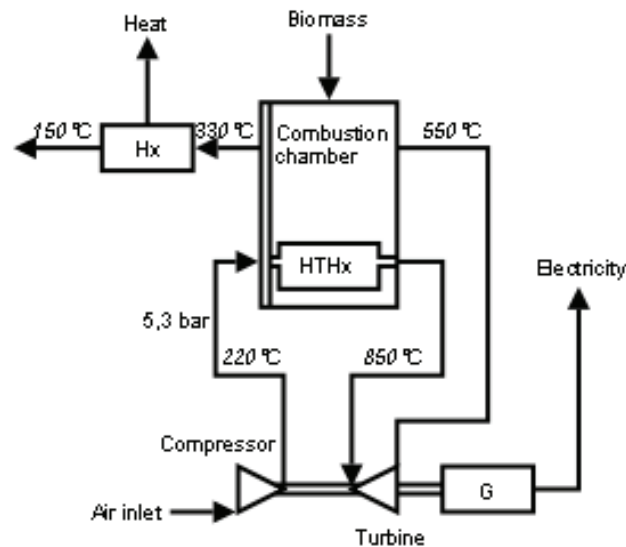 Heat
Biomass
150 °C
330 °C
Hx
Combustion
chamber
550 °C
HTHx
Electricity
5,3 bar
220 °C
850 °C
Compressor
Air inlet
G
Turbine